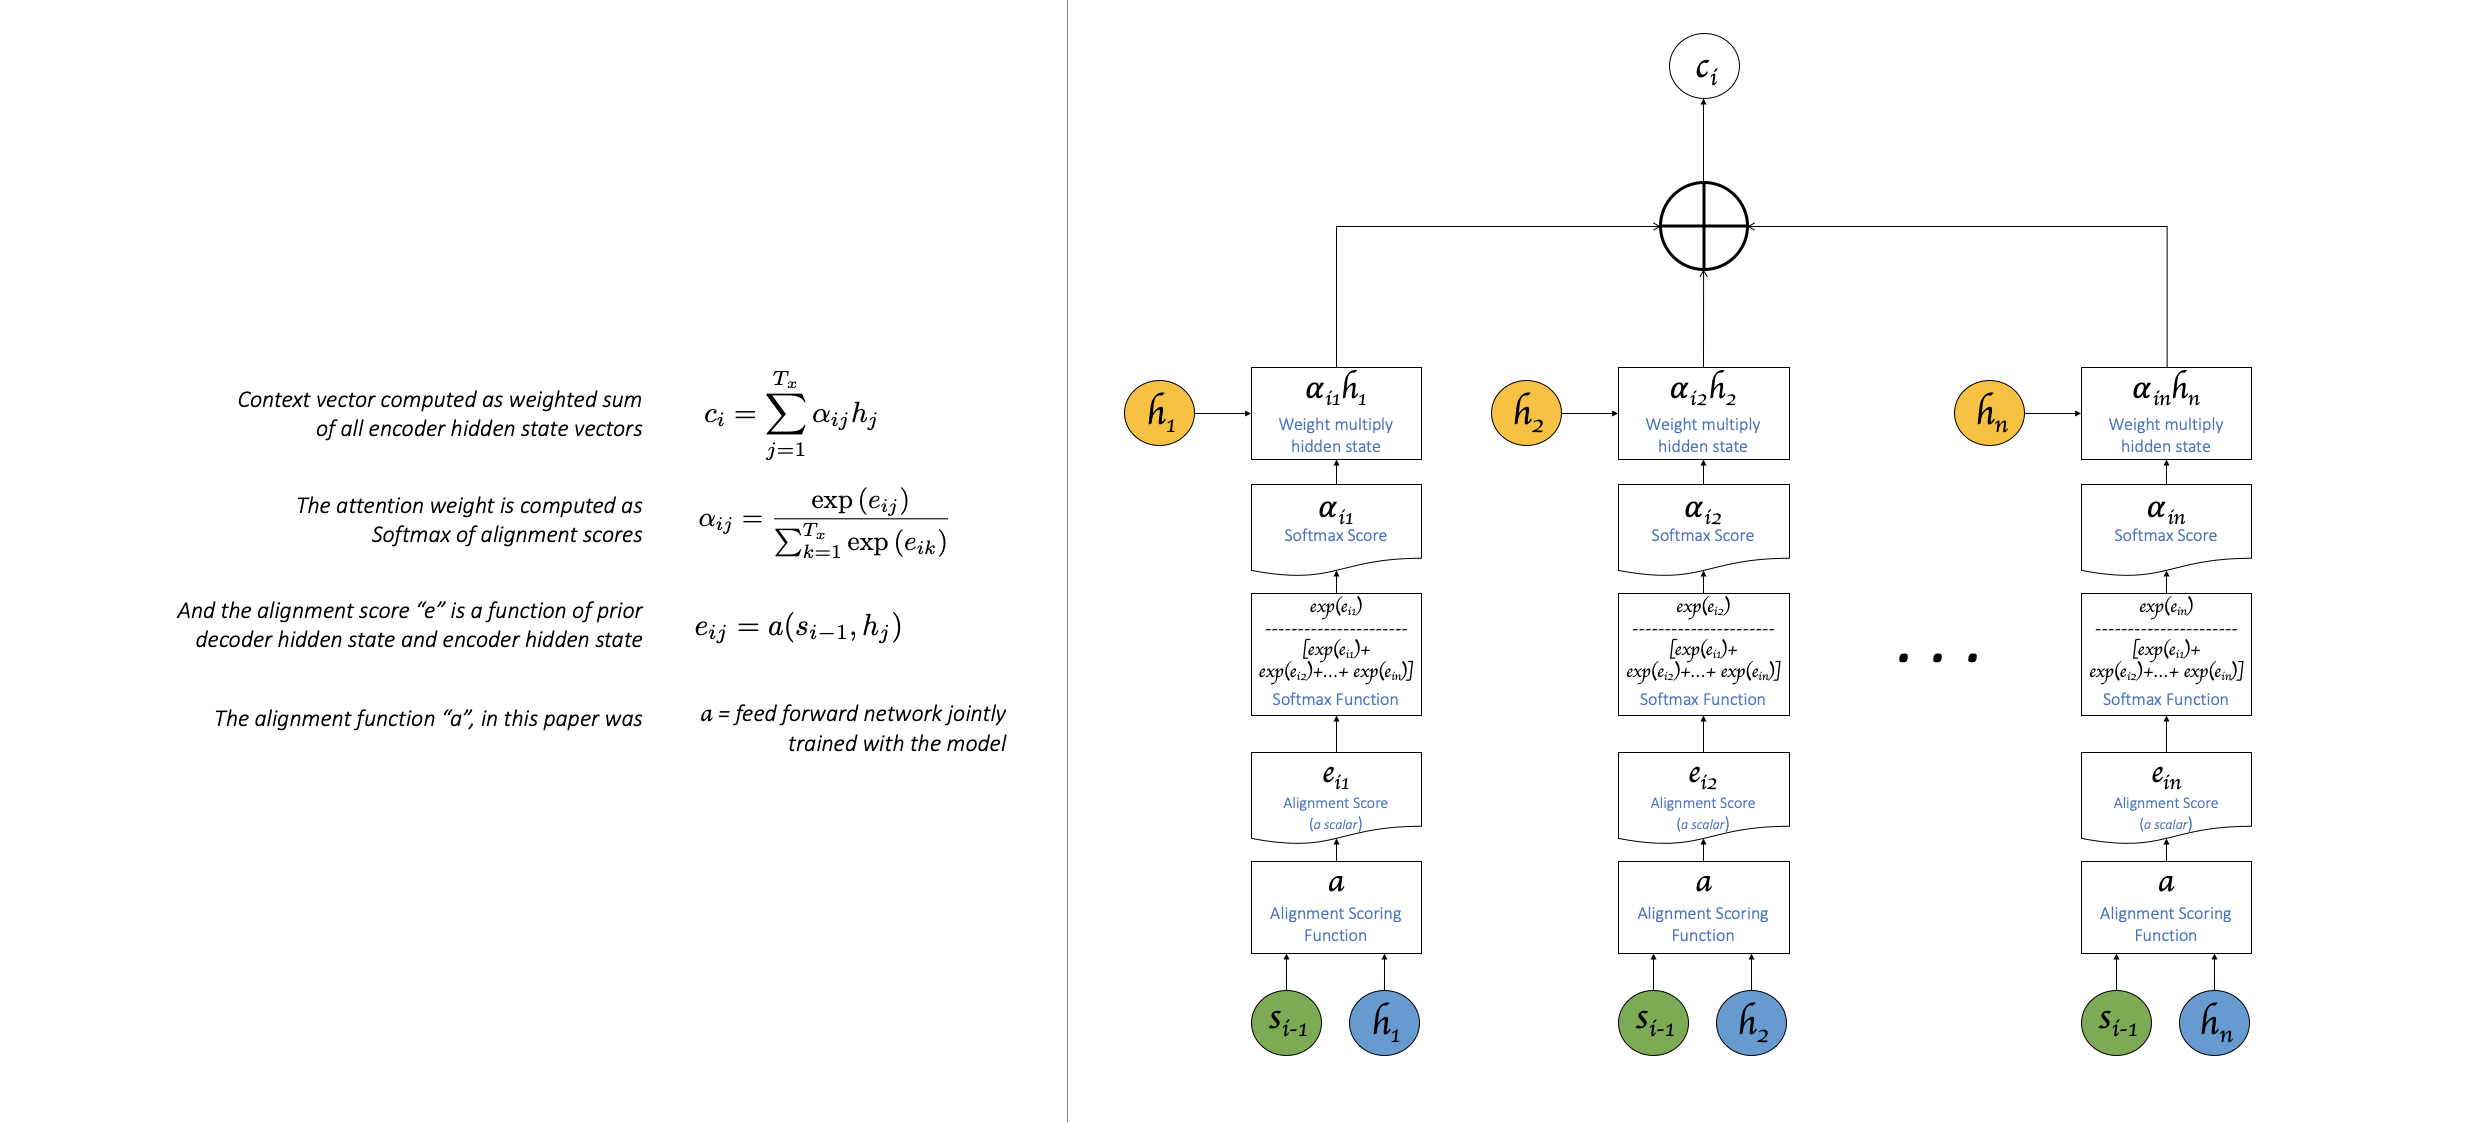 Context vector computed as weighted sum
of all encoder hidden state vectors
c_i = \sum_{j=1}^{T_x} α_{ij} h_j
The attention weight is computed as
Softmax of alignment scores
α_{ij} = \frac{exp (e_{ij})}{\sum_{k=1}^{T_x} exp (e_{ik})}
And the alignment score “e” is a function of prior
decoder hidden state and encoder hidden state
e_{ij} = a(s_{i−1}, h_j)
The alignment function “a”, in this paper was
a = feed forward network jointly
trained with the model
c_i
h_1
α_{i1}h_1
Weight multiply
hidden state
α_{i1}
Softmax Score
exp(e_{i1})
----------------------
[exp(e_{i1})+
exp(e_{i2})+...+ exp(e_{in})]
Softmax Function
e_{i1}
Alignment Score
(a scalar)
a
Alignment Scoring
Function
s_{i-1}
h_1
h_2
α_{i2}h_2
Weight multiply
hidden state
α_{i2}
Softmax Score
exp(e_{i2})
----------------------
[exp(e_{i1})+
exp(e_{i2})+...+ exp(e_{in})]
Softmax Function
e_{i2}
Alignment Score
(a scalar)
a
Alignment Scoring
Function
s_{i-1}
h_2
. . .
h_n
α_{in}h_n
Weight multiply
hidden state
α_{in}
Softmax Score
exp(e_{in})
----------------------
[exp(e_{i1})+
exp(e_{i2})+...+ exp(e_{in})]
Softmax Function
e_{in}
Alignment Score
(a scalar)
a
Alignment Scoring
Function
s_{i-1}
h_n